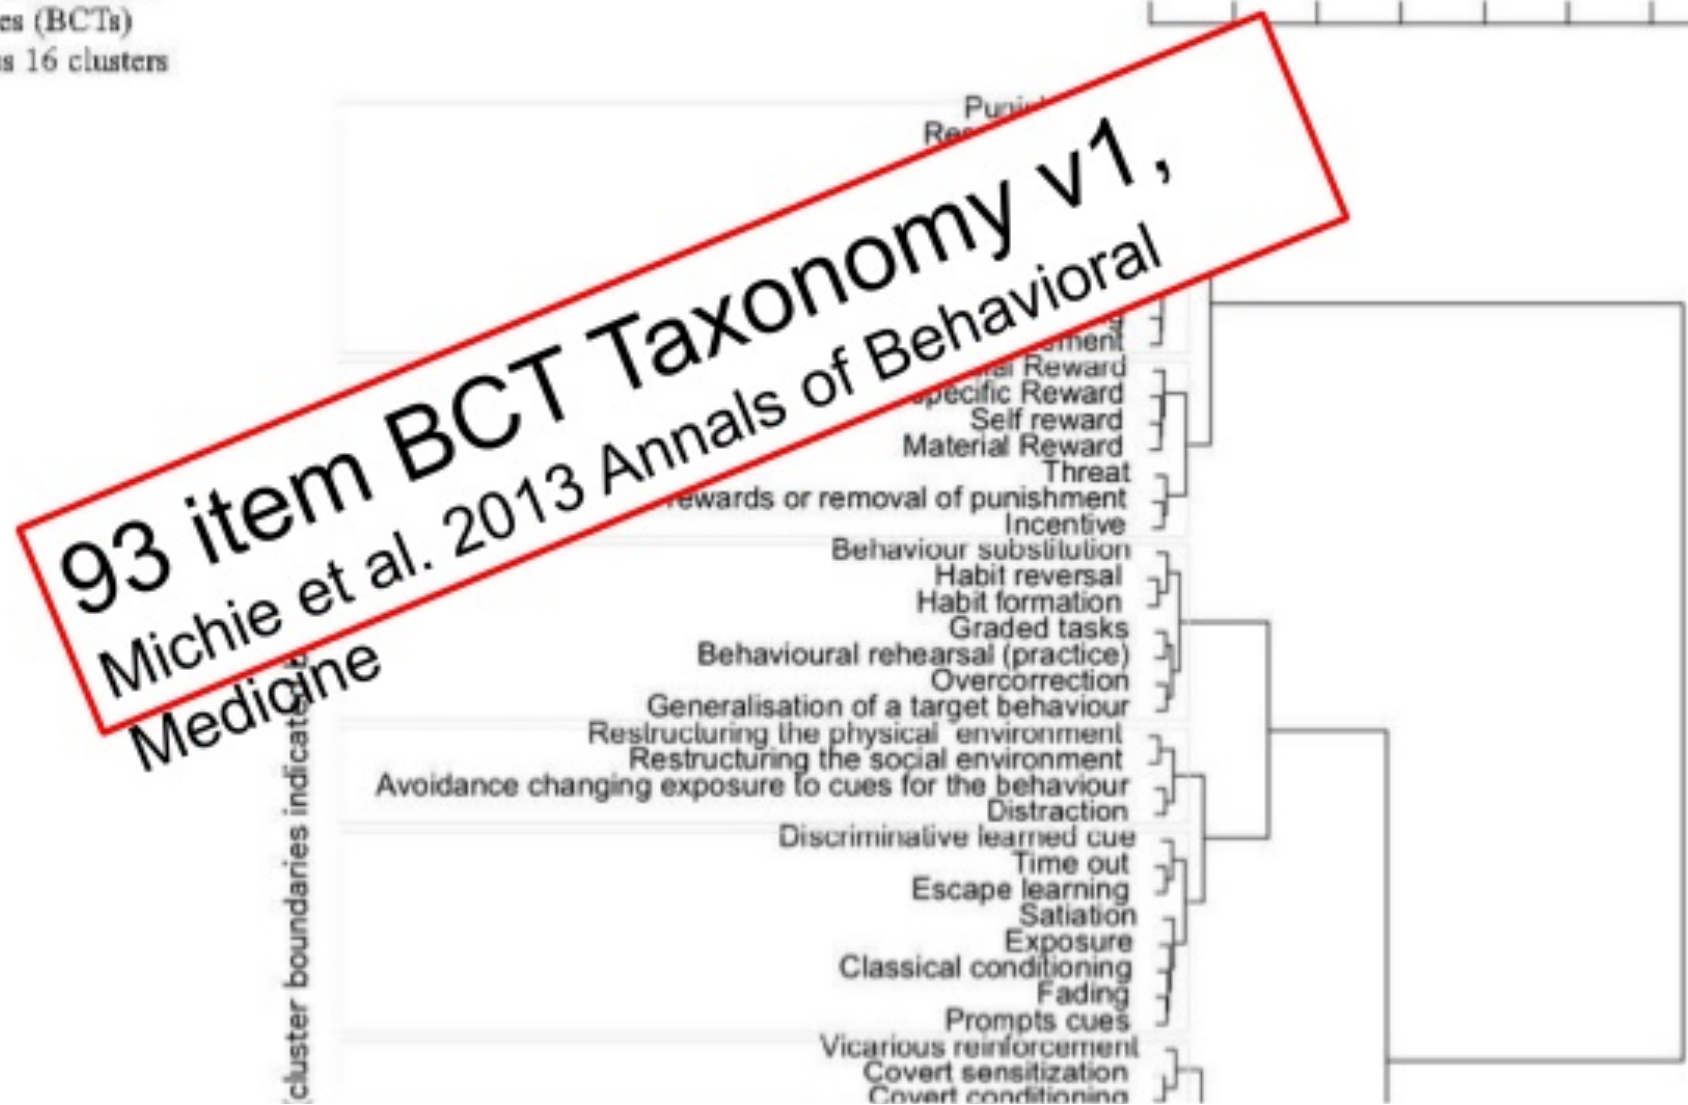 es (BCTs)
s 16 clusters
93 item BCT Taxonomy v1,
Michie et al. 2013 Annals of Behavioral
Medicine
Reward
Specific Reward
Self reward
Material Reward
Threat
rewards or removal of punishment
Incentive
Behaviour substitution
Habit reversal
Habit formation
Graded tasks
Behavioural rehearsal (practice)
Overcorrection
Generalisation of a target behaviour
Restructuring the physical environment
Restructuring the social environment
Avoidance changing exposure to cues for the behaviour
Distraction
Discriminative learned cue
Time out
Escape learning
Satiation
Exposure
Classical conditioning
Fading
Prompts cues
Vicarious reinforcement
Covert sensitization
Covert conditioning
(cluster boundaries indicated